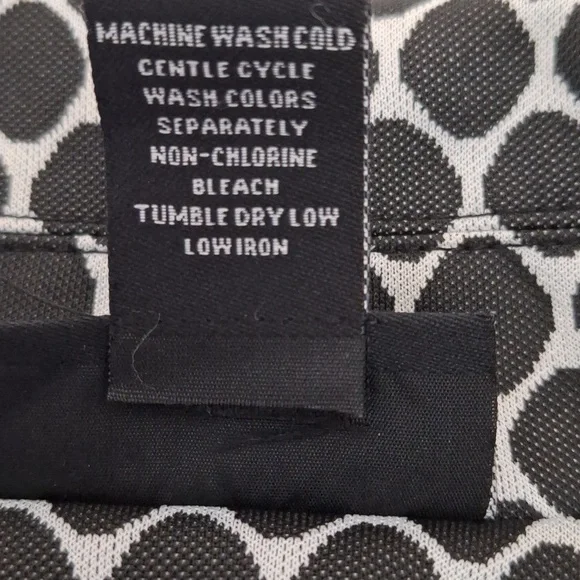 MACHINE WASH COLD
GENTLE CYCLE
WASH COLORS
SEPARATELY
NON-CHLORINE
BLEACH
TUMBLE DRY LOW
LOW IRON